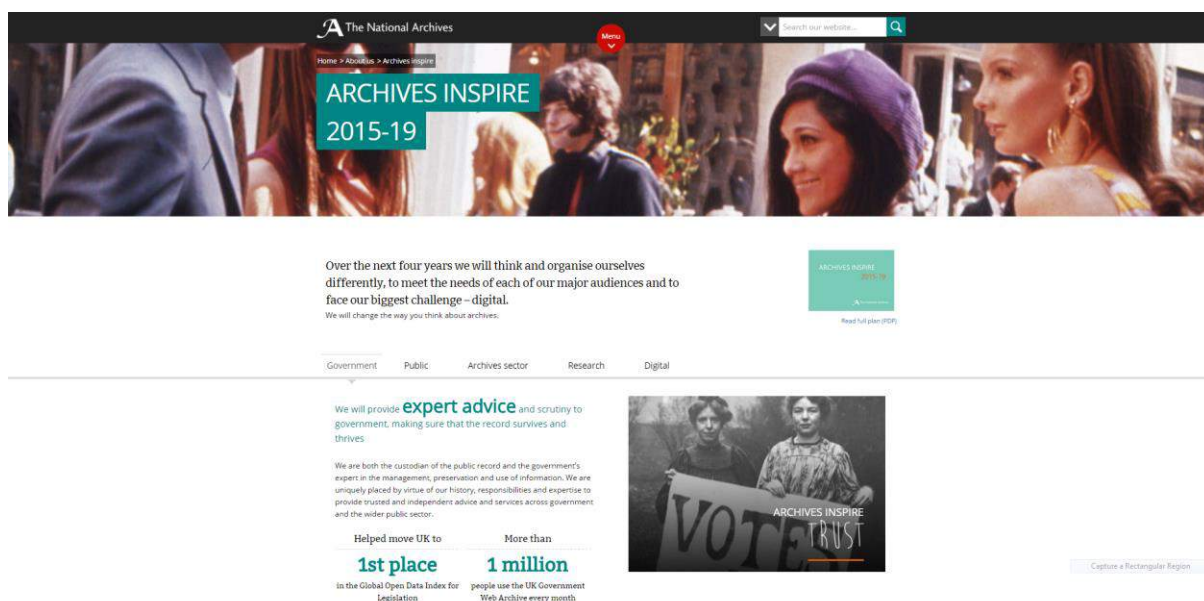 The National Archives
Menu
Search our website...
Home > About us > Archives inspire
ARCHIVES INSPIRE
2015-19
Over the next four years we will think and organise ourselves
differently, to meet the needs of each of our major audiences and to
face our biggest challenge – digital.
We will change the way you think about archives.
ARCHIVES INSPIRE
2015-19
Read full plan (PDF)
Government
Public
Archives sector
Research
Digital
We will provide expert advice and scrutiny to
government, making sure that the record survives and
thrives
We are both the custodian of the public record and the government's
expert in the management, preservation and use of information. We are
uniquely placed by virtue of our history, responsibilities and expertise to
provide trusted and independent advice and services across government
and the wider public sector.
Helped move UK to
1st place
in the Global Open Data Index for
Legislation
More than
1 million
people use the UK Government
Web Archive every month
VOTES
ARCHIVES INSPIRE
TRUST
Capture a Rectangular Region